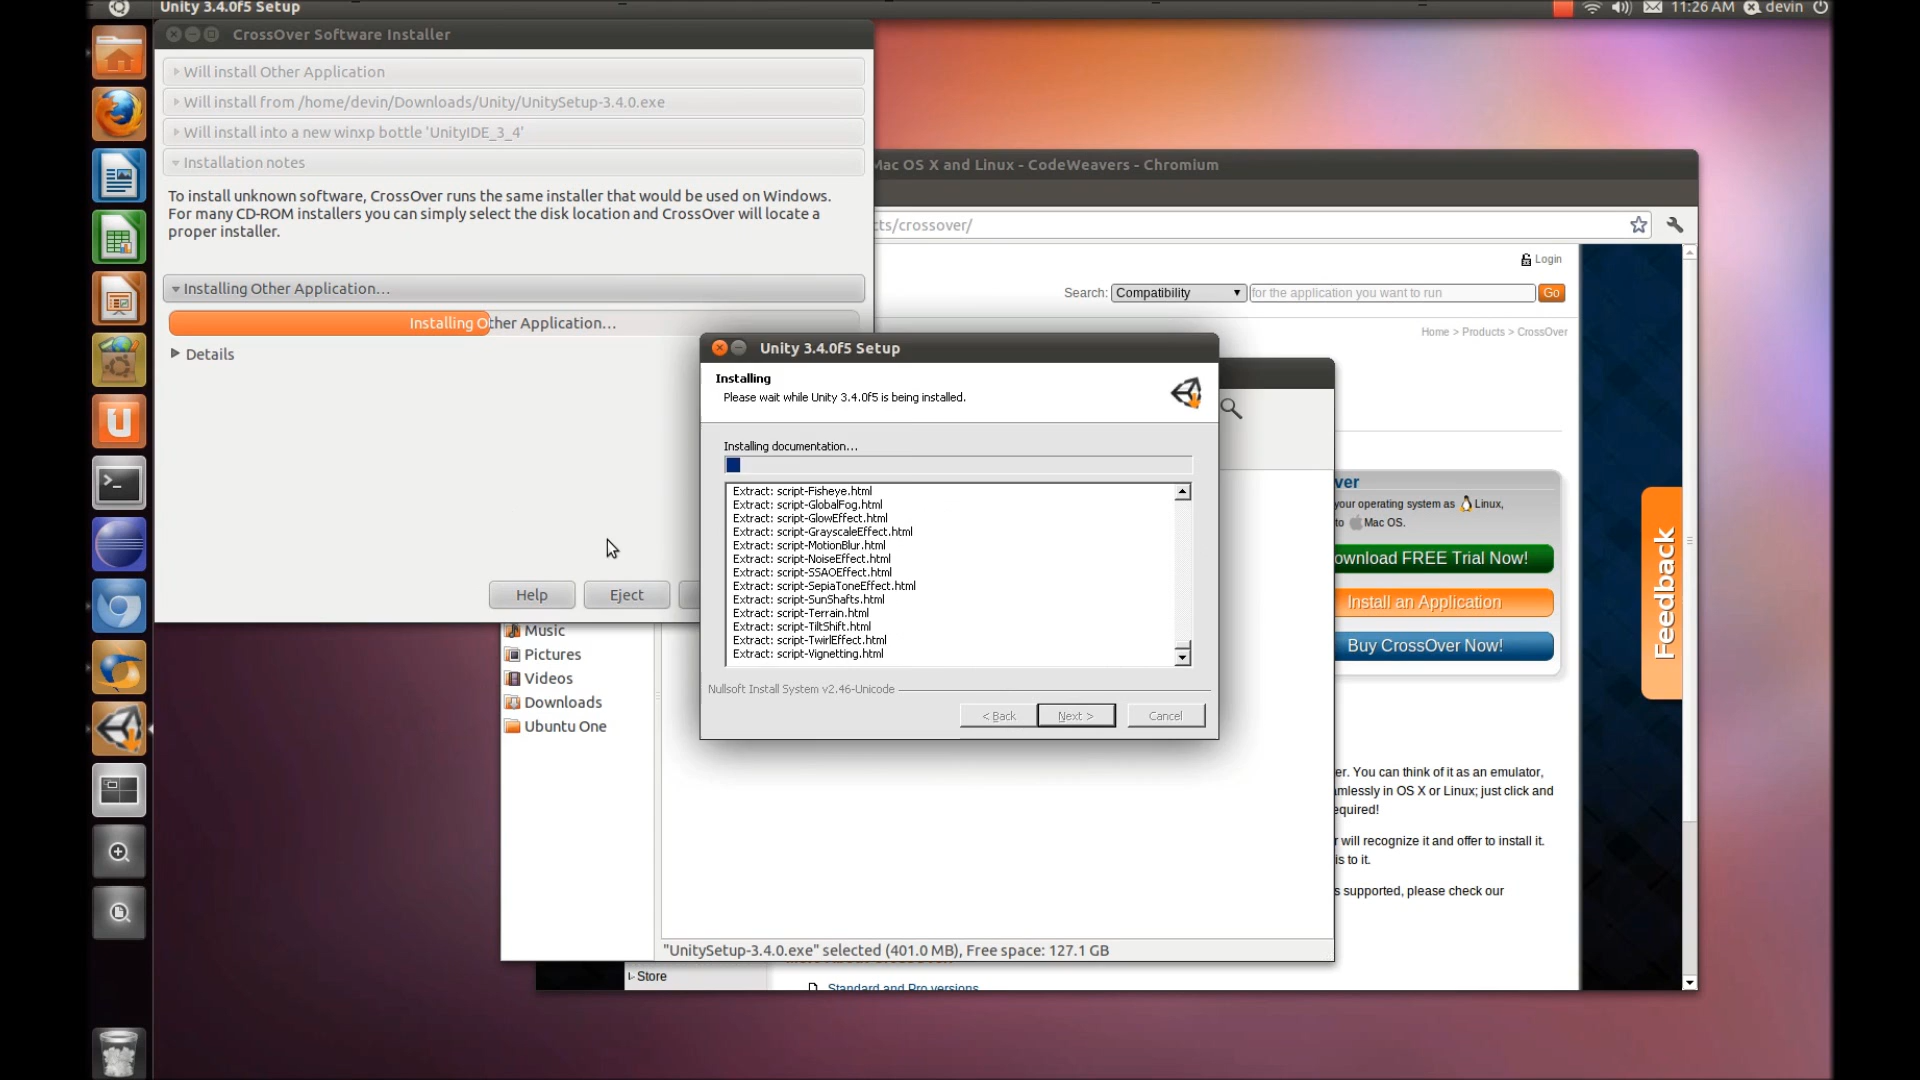 Unity 3.4.0f5 Setup
11:26 AM
devin
CrossOver Software Installer
Will install Other Application
Will install from /home/devin/Downloads/Unity/UnitySetup-3.4.0.exe
Will install into a new winxp bottle 'UnityIDE_3_4'
Installation notes
To install unknown software, CrossOver runs the same installer that would be used on Windows.
For many CD-ROM installers you can simply select the disk location and CrossOver will locate a
proper installer.
Installing Other Application...
Installing Other Application...
Details
Help
Eject
Mac OS X and Linux - CodeWeavers - Chromium
cts/crossover/
Login
Search:
Compatibility
for the application you want to run
Go
Home > Products > CrossOver
Unity 3.4.0f5 Setup
Installing
Please wait while Unity 3.4.0f5 is being installed.
Installing documentation...
Extract: script-Fisheye.html
Extract: script-GlobalFog.html
Extract: script-GlowEffect.html
Extract: script-GrayscaleEffect.html
Extract: script-MotionBlur.html
Extract: script-NoiseEffect.html
Extract: script-SSAOEffect.html
Extract: script-SepiaToneEffect.html
Extract: script-SunShafts.html
Extract: script-Terrain.html
Extract: script-TiltShift.html
Extract: script-TwirlEffect.html
Extract: script-Vignetting.html
Nullsoft Install System v2.46-Unicode
< Back
Next >
Cancel
ver
your operating system as Linux,
to Mac OS.
ownload FREE Trial Now!
Install an Application
Buy CrossOver Now!
Feedback
er. You can think of it as an emulator,
amlessly in OS X or Linux; just click and
equired!
r will recognize it and offer to install it.
is to it.
s supported, please check our
Music
Pictures
Videos
Downloads
Ubuntu One
"UnitySetup-3.4.0.exe" selected (401.0 MB), Free space: 127.1 GB
Store
Standard and Pro versions